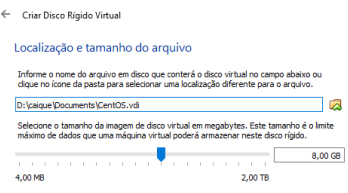 Criar Disco Rígido Virtual
Localização e tamanho do arquivo
Informe o nome do arquivo em disco que conterá o disco virtual no campo abaixo ou
clique no ícone da pasta para selecionar uma localização diferente para o arquivo.
D:\caique\Documents\CentOS.vdi
Selecione o tamanho da imagem de disco virtual em megabytes. Este tamanho é o limite
máximo de dados que uma máquina virtual poderá armazenar neste disco rígido.
8,00 GB
4,00 MB 2,00 TB